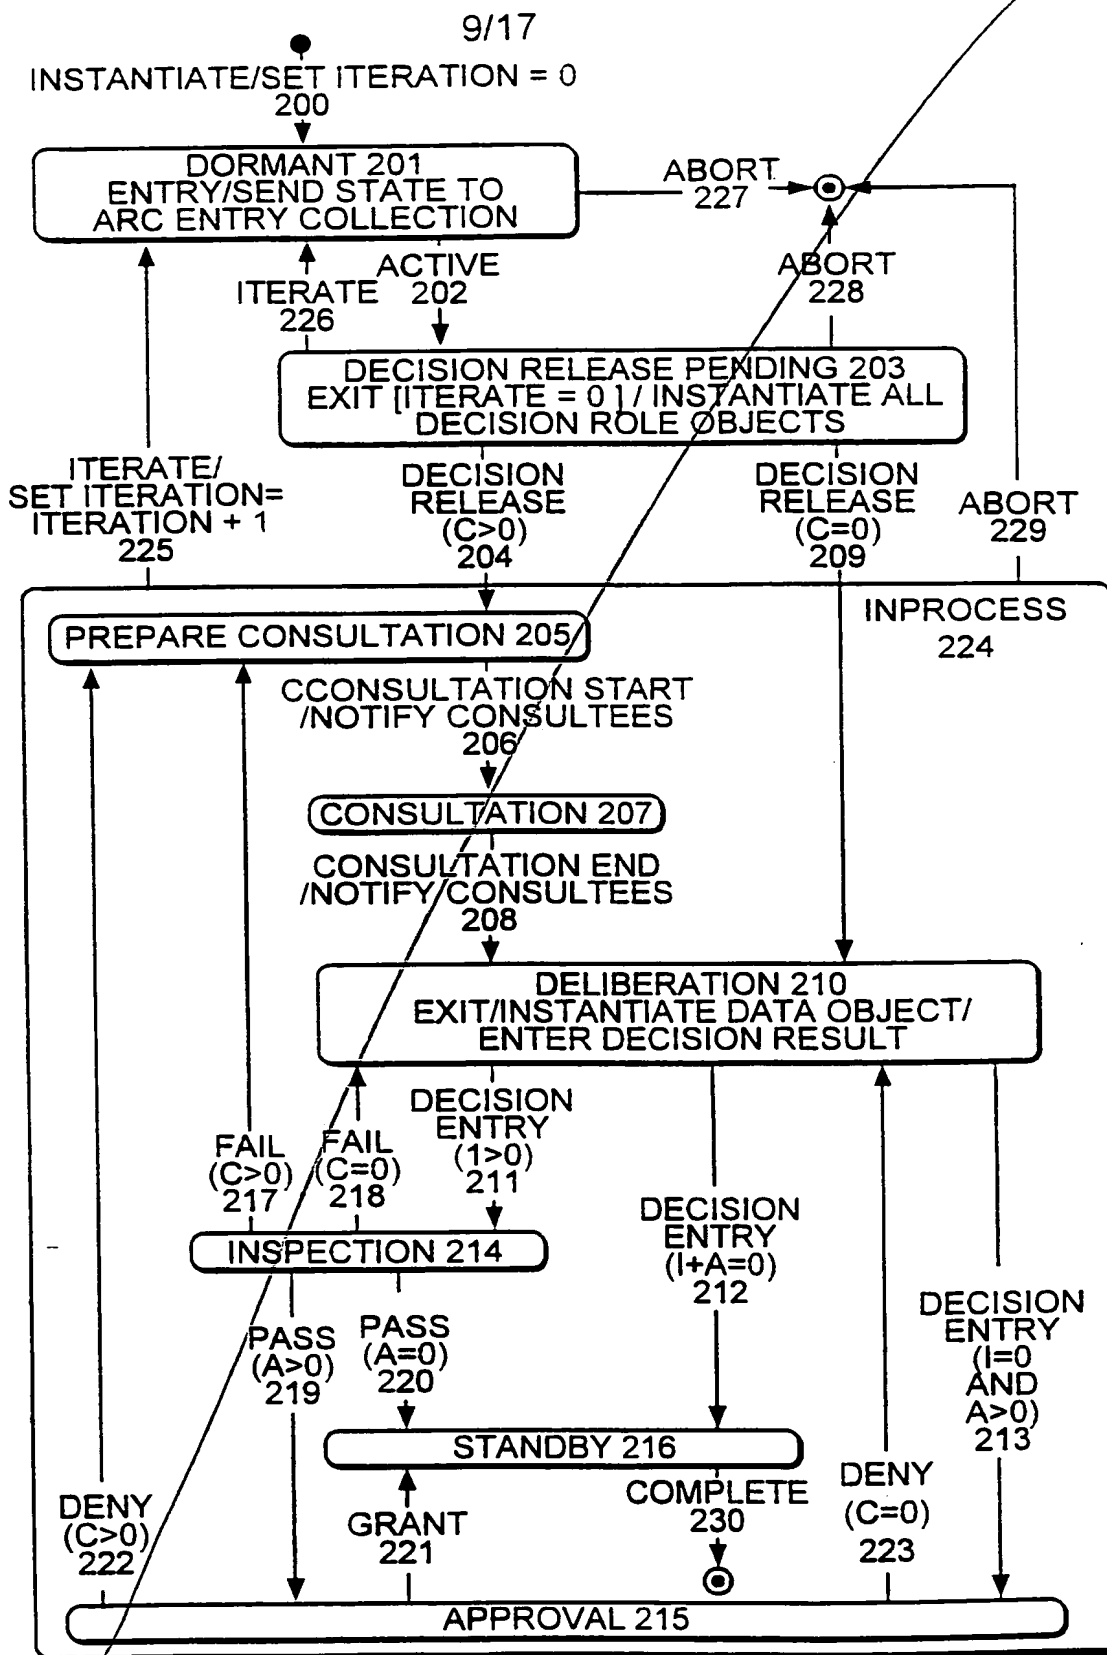 9/17
INSTANTIATE/SET ITERATION = 0
200
DORMANT 201
ENTRY/SEND STATE TO
ARC ENTRY COLLECTION
ABORT
227
ACTIVE
202
ITERATE
226
ABORT
228
DECISION RELEASE PENDING 203
EXIT [ITERATE = 0 ] / INSTANTIATE ALL
DECISION ROLE OBJECTS
ITERATE/
SET ITERATION=
ITERATION + 1
225
DECISION
RELEASE
(C>0)
204
DECISION
RELEASE
(C=0)
209
ABORT
229
INPROCESS
224
PREPARE CONSULTATION 205
CCONSULTATION START
/NOTIFY CONSULTEES
206
CONSULTATION 207
CONSULTATION END
/NOTIFY CONSULTEES
208
DELIBERATION 210
EXIT/INSTANTIATE DATA OBJECT/
ENTER DECISION RESULT
FAIL
(C>0)
217
FAIL
(C=0)
218
DECISION
ENTRY
(1>0)
211
DECISION
ENTRY
(I+A=0)
212
INSPECTION 214
DECISION
ENTRY
(I=0
AND
A>0)
213
PASS
(A>0)
219
PASS
(A=0)
220
STANDBY 216
DENY
(C>0)
222
GRANT
221
COMPLETE
230
DENY
(C=0)
223
APPROVAL 215